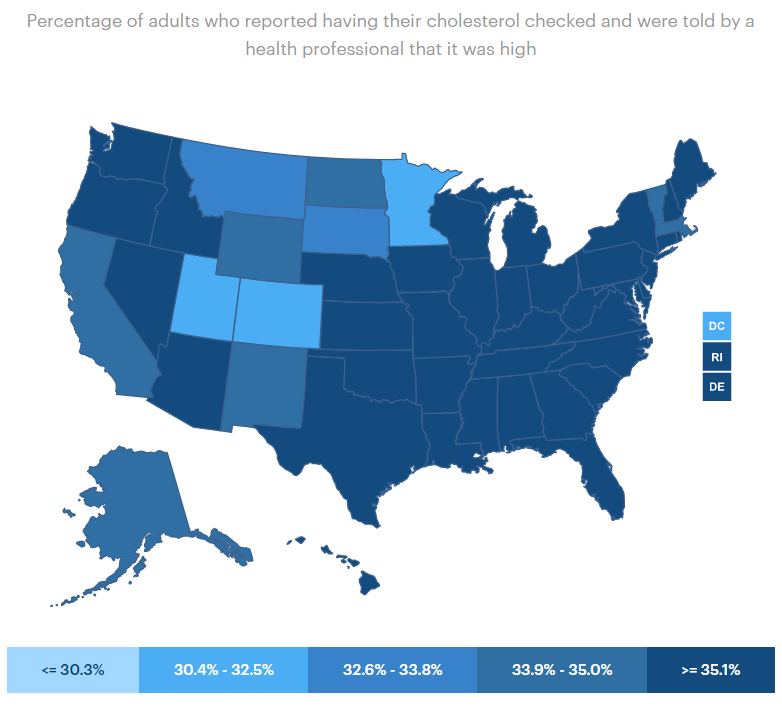 Percentage of adults who reported having their cholesterol checked and were told by a
health professional that it was high
DC
RI
DE
<= 30.3%
30.4% - 32.5%
32.6% - 33.8%
33.9% - 35.0%
>= 35.1%